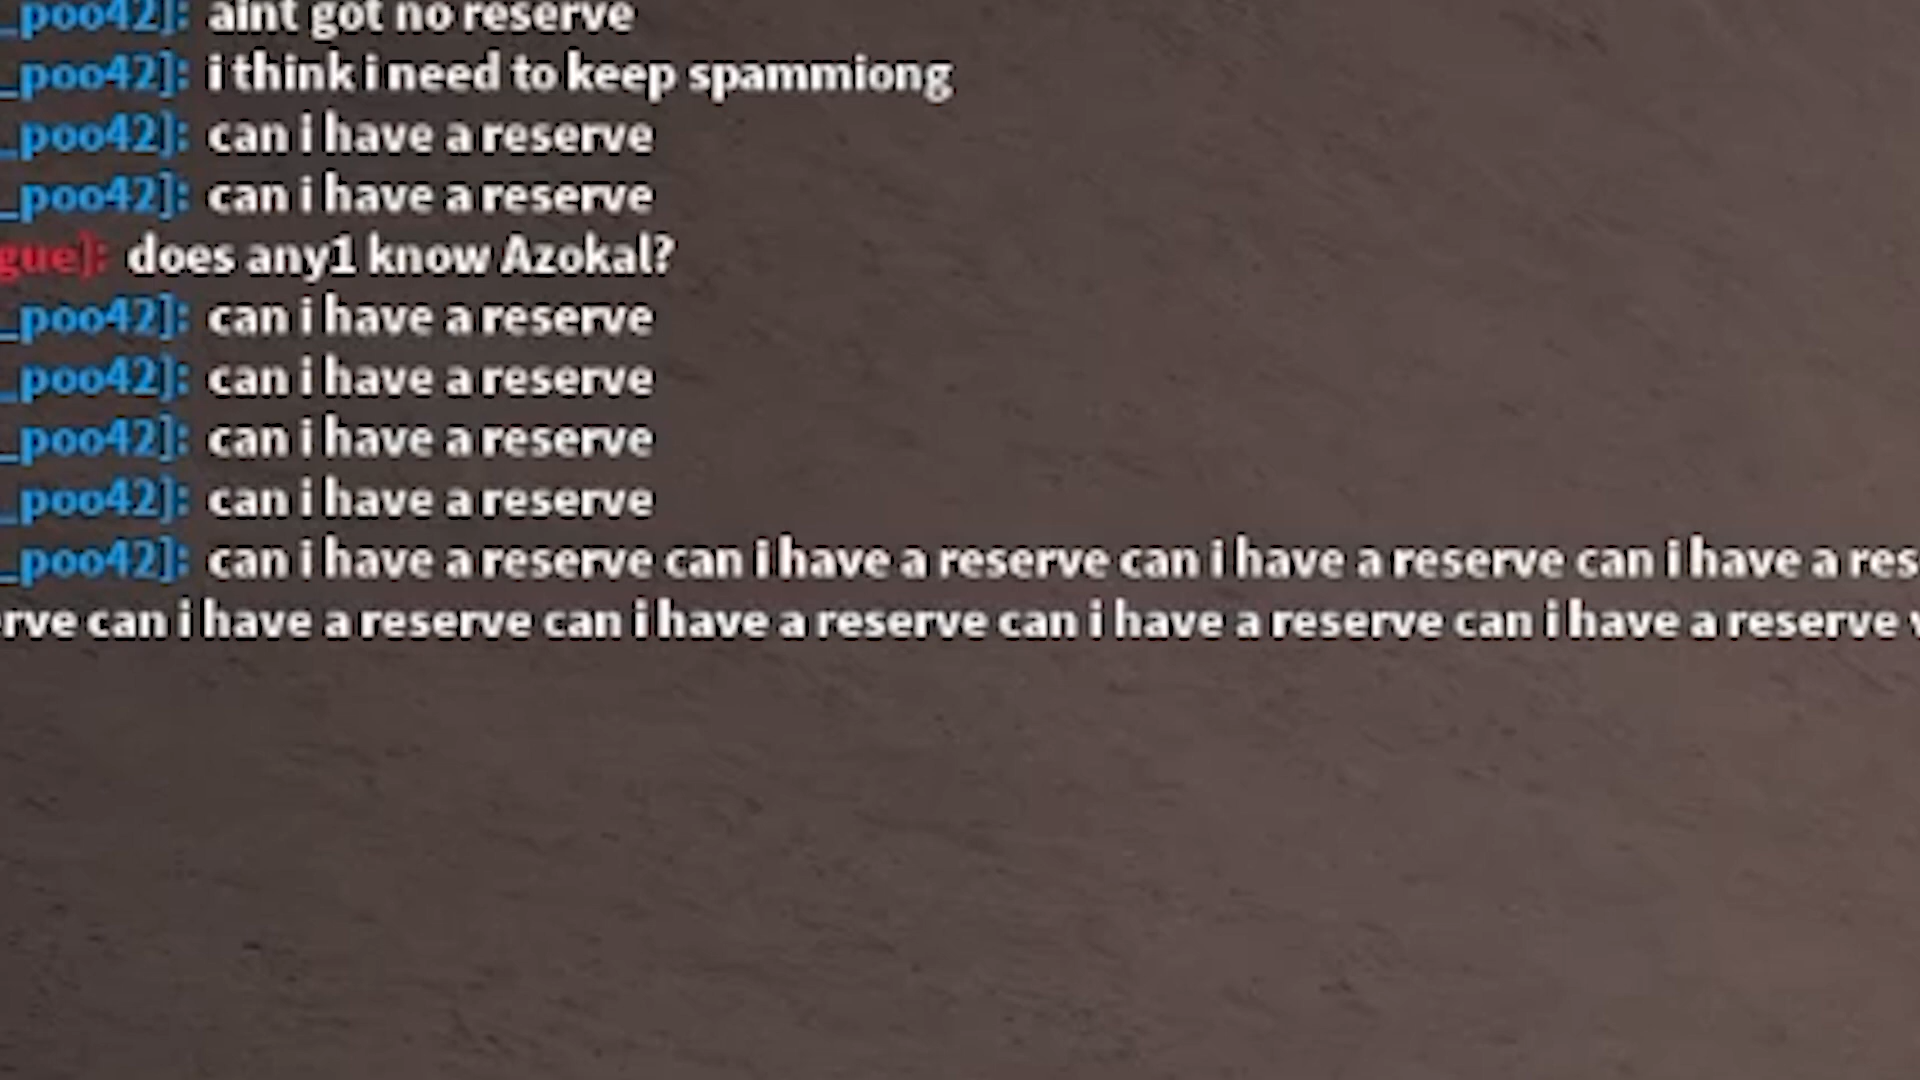 _poo42]: aint got no reserve
_poo42]: i think i need to keep spammiong
_poo42]: can i have a reserve
_poo42]: can i have a reserve
gue]: does any1 know Azokal?
_poo42]: can i have a reserve
_poo42]: can i have a reserve
_poo42]: can i have a reserve
_poo42]: can i have a reserve
_poo42]: can i have a reserve can i have a reserve can i have a reserve can i have a res
rve can i have a reserve can i have a reserve can i have a reserve can i have a reserve